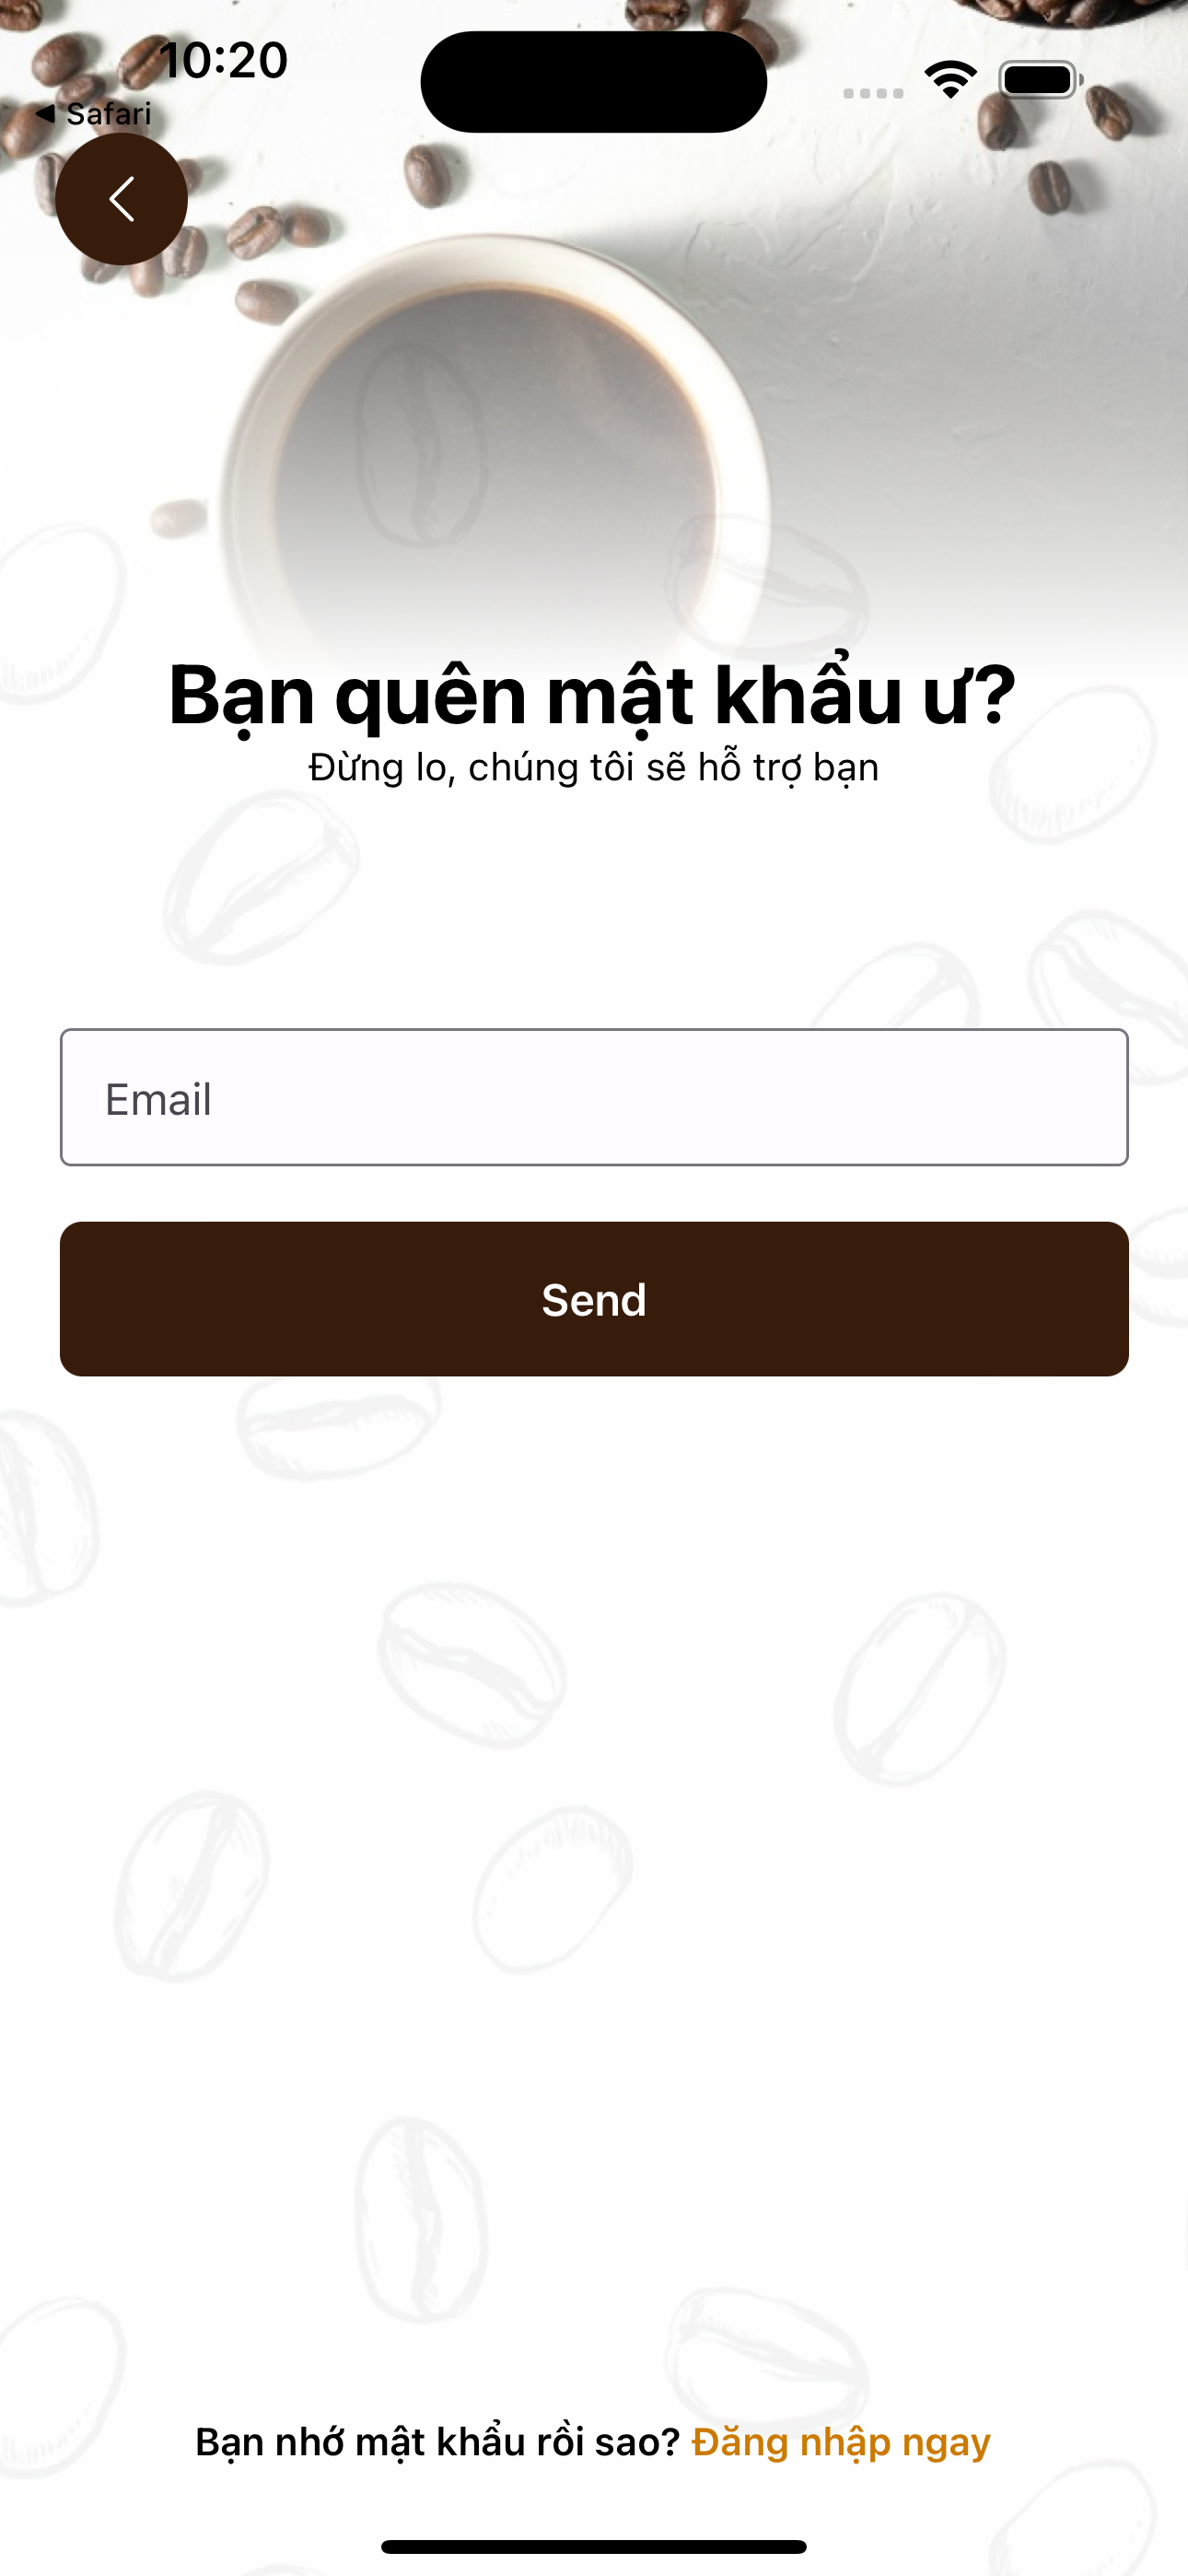 10:20
Safari
Bạn quên mật khẩu ư?
Đừng lo, chúng tôi sẽ hỗ trợ bạn
Email
Send
Bạn nhớ mật khẩu rồi sao? Đăng nhập ngay